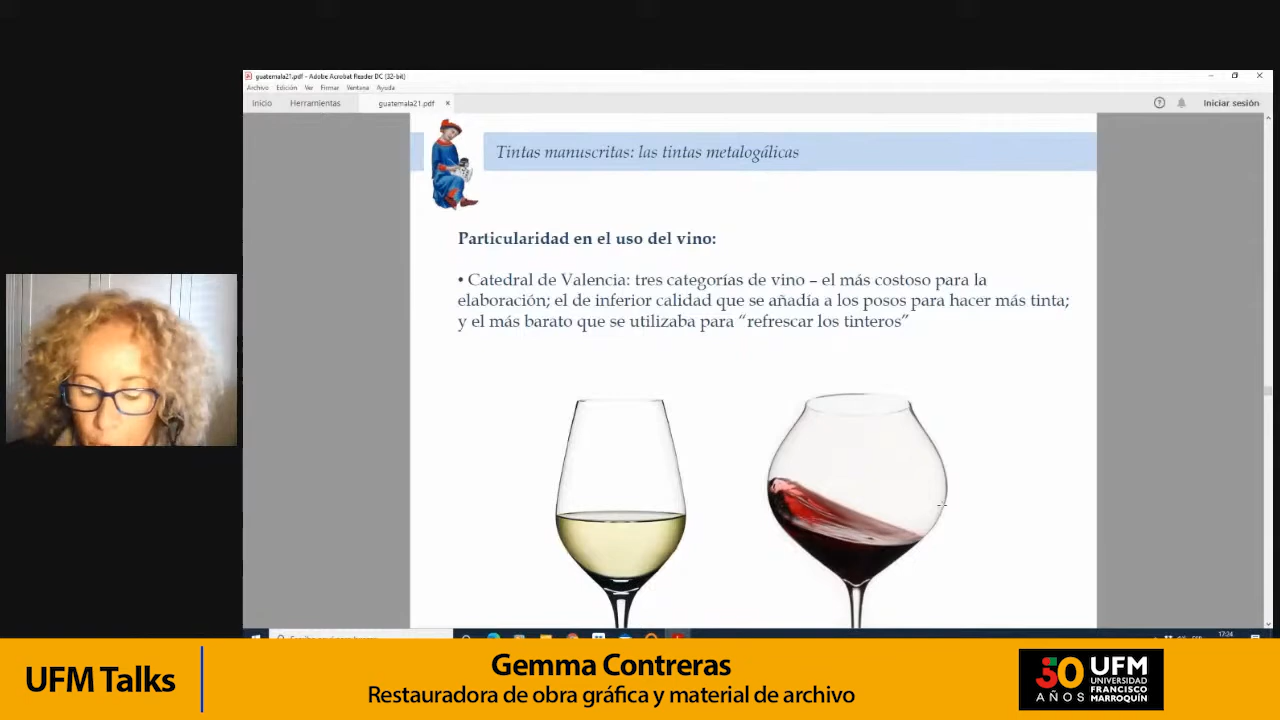 guatemala21.pdf - Adobe Acrobat Reader DC (32-bit)
Archivo Edición Ver Firmar Ventana Ayuda
Inicio Herramientas guatemala21.pdf × Iniciar sesión
Tintas manuscritas: las tintas metalogálicas
Particularidad en el uso del vino:
• Catedral de Valencia: tres categorías de vino – el más costoso para la
elaboración; el de inferior calidad que se añadía a los posos para hacer más tinta;
y el más barato que se utilizaba para “refrescar los tinteros”
17:34
UFM Talks
Gemma Contreras
Restauradora de obra gráfica y material de archivo
50 AÑOS
UFM
UNIVERSIDAD
FRANCISCO
MARROQUÍN